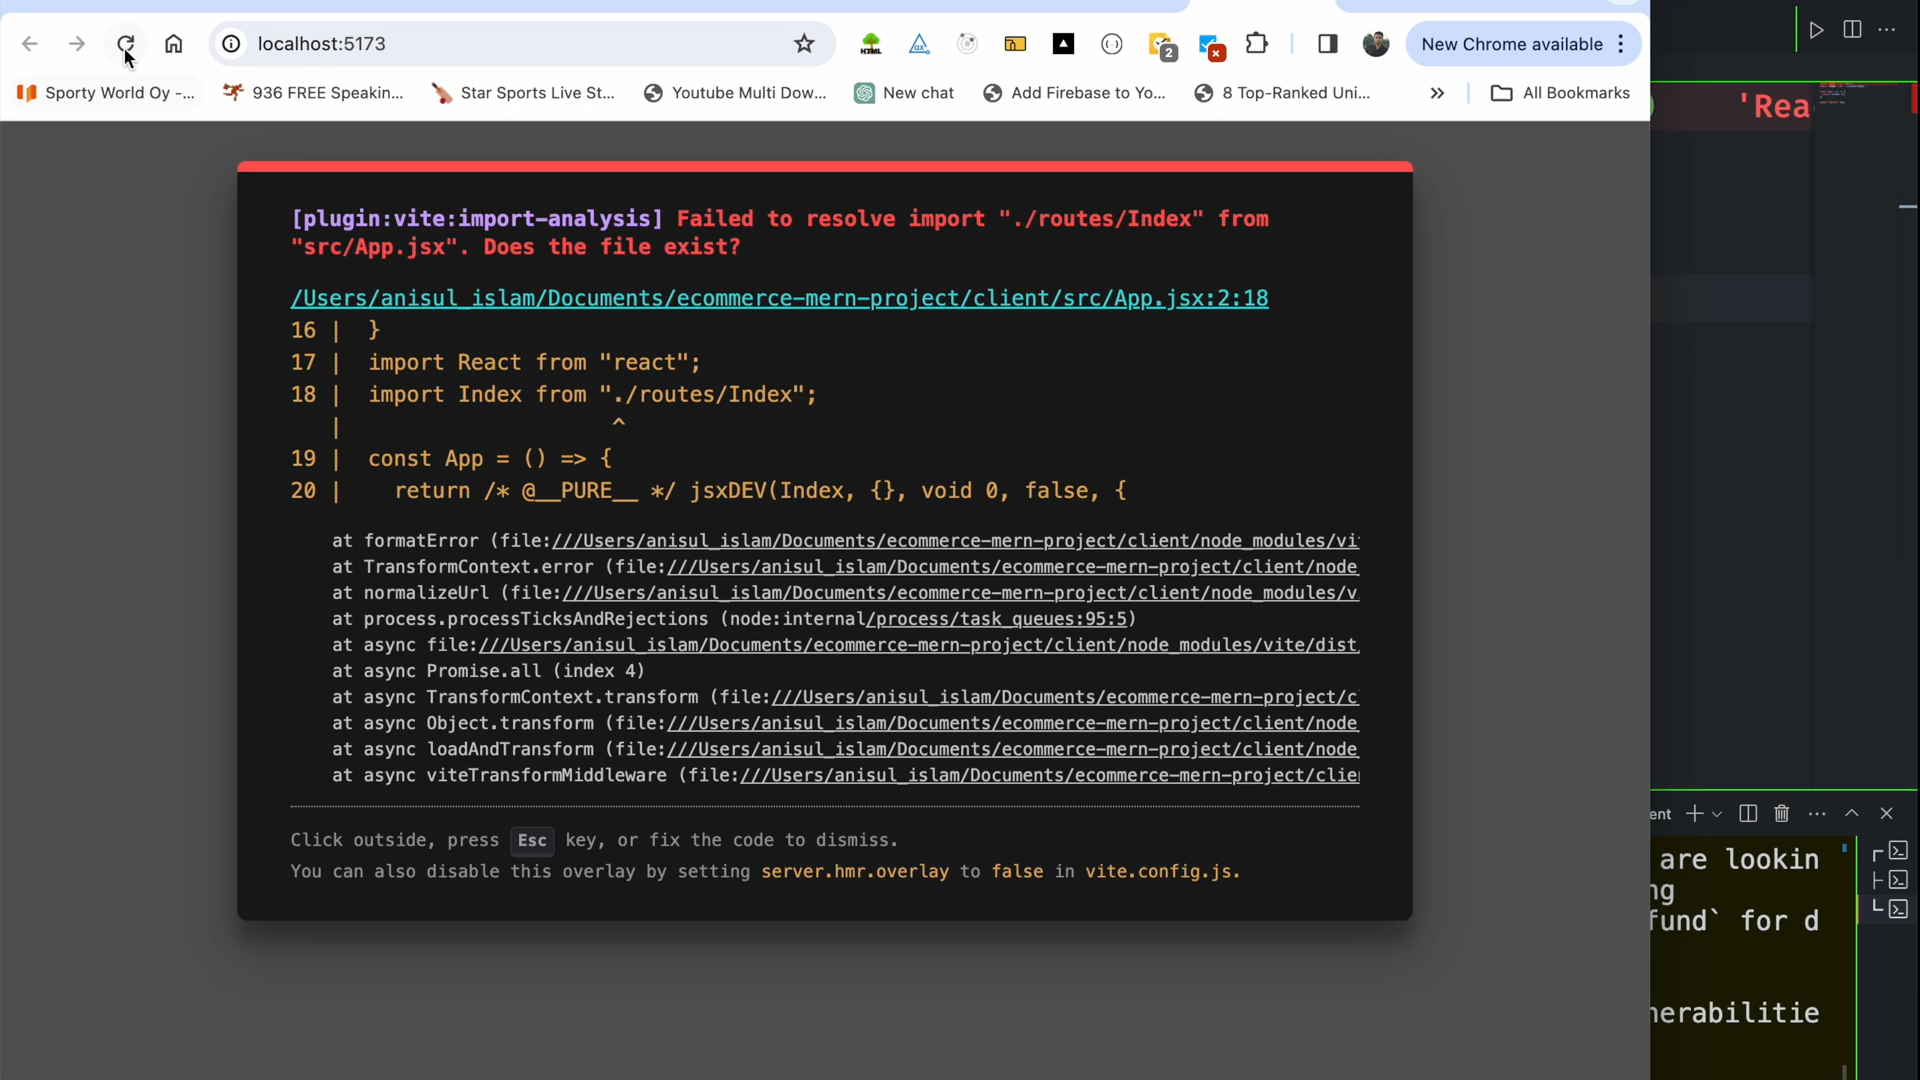 localhost:5173
2
New Chrome available
Sporty World Oy -...
936 FREE Speakin...
Star Sports Live St...
Youtube Multi Dow...
New chat
Add Firebase to Yo...
8 Top-Ranked Uni...
»
All Bookmarks
'Rea
[plugin:vite:import-analysis] Failed to resolve import "./routes/Index" from
"src/App.jsx". Does the file exist?
/Users/anisul_islam/Documents/ecommerce-mern-project/client/src/App.jsx:2:18
16 | }
17 | import React from "react";
18 | import Index from "./routes/Index";
| ^
19 | const App = () => {
20 | return /* @__PURE__ */ jsxDEV(Index, {}, void 0, false, {
at formatError (file:///Users/anisul_islam/Documents/ecommerce-mern-project/client/node_modules/vi
at TransformContext.error (file:///Users/anisul_islam/Documents/ecommerce-mern-project/client/node_
at normalizeUrl (file:///Users/anisul_islam/Documents/ecommerce-mern-project/client/node_modules/v
at process.processTicksAndRejections (node:internal/process/task_queues:95:5)
at async file:///Users/anisul_islam/Documents/ecommerce-mern-project/client/node_modules/vite/dist
at async Promise.all (index 4)
at async TransformContext.transform (file:///Users/anisul_islam/Documents/ecommerce-mern-project/c
at async Object.transform (file:///Users/anisul_islam/Documents/ecommerce-mern-project/client/node_
at async loadAndTransform (file:///Users/anisul_islam/Documents/ecommerce-mern-project/client/node_
at async viteTransformMiddleware (file:///Users/anisul_islam/Documents/ecommerce-mern-project/clie
Click outside, press Esc key, or fix the code to dismiss.
You can also disable this overlay by setting server.hmr.overlay to false in vite.config.js.
ent
are lookin
ng
fund` for d
nerabilitie